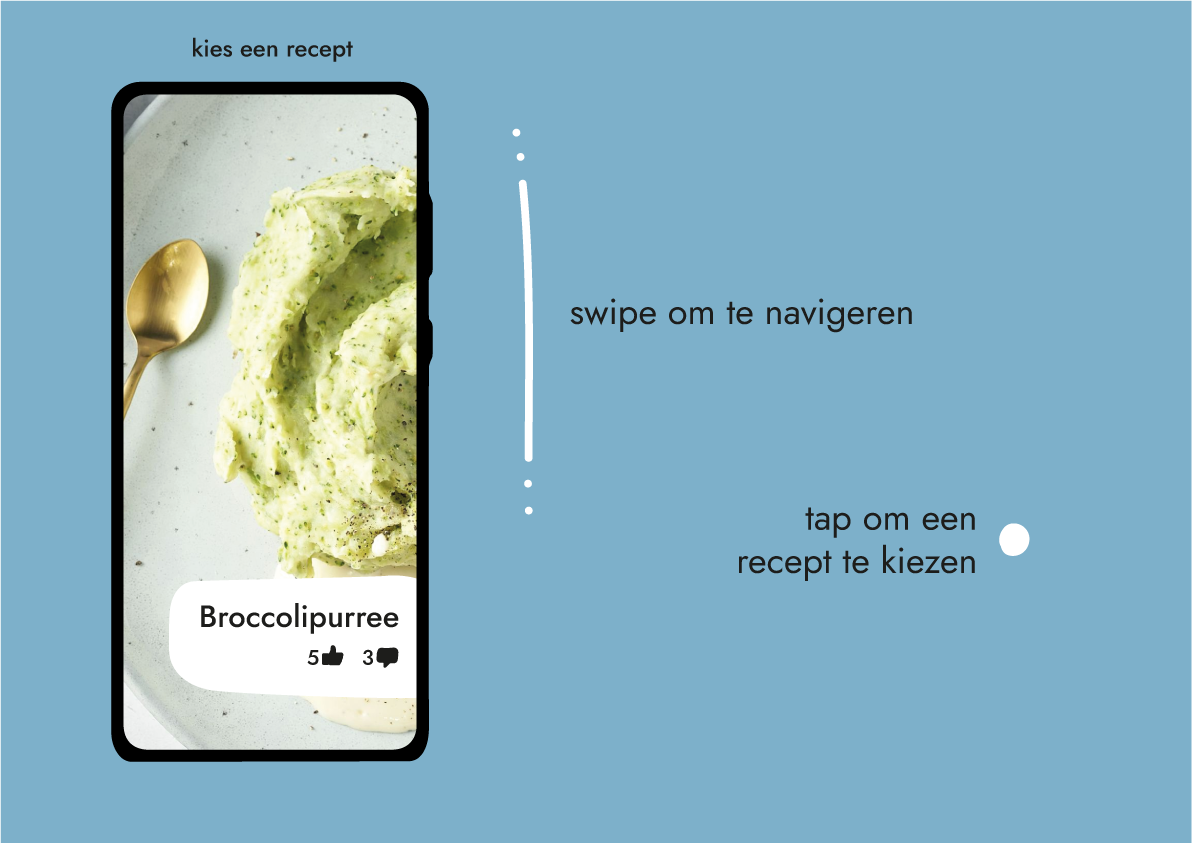 kies een recept
swipe om te navigeren
tap om een
recept te kiezen
Broccolipurree
5 3